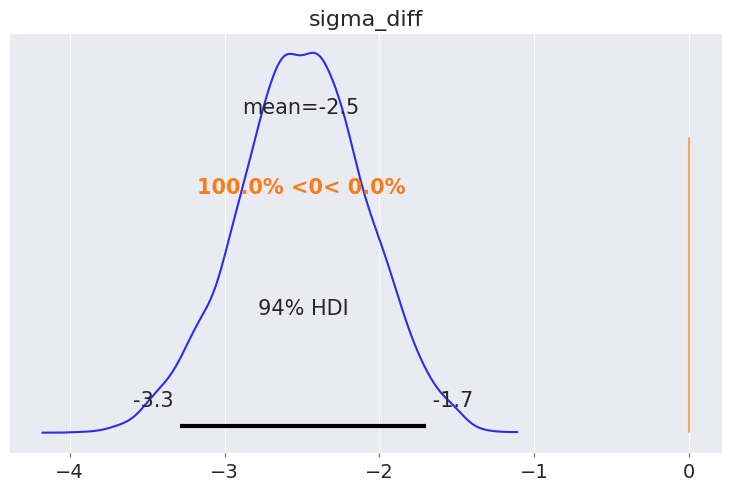 sigma_diff
mean=-2.5
100.0% <0< 0.0%
94% HDI
-3.3 -1.7
−4 −3 −2 −1 0